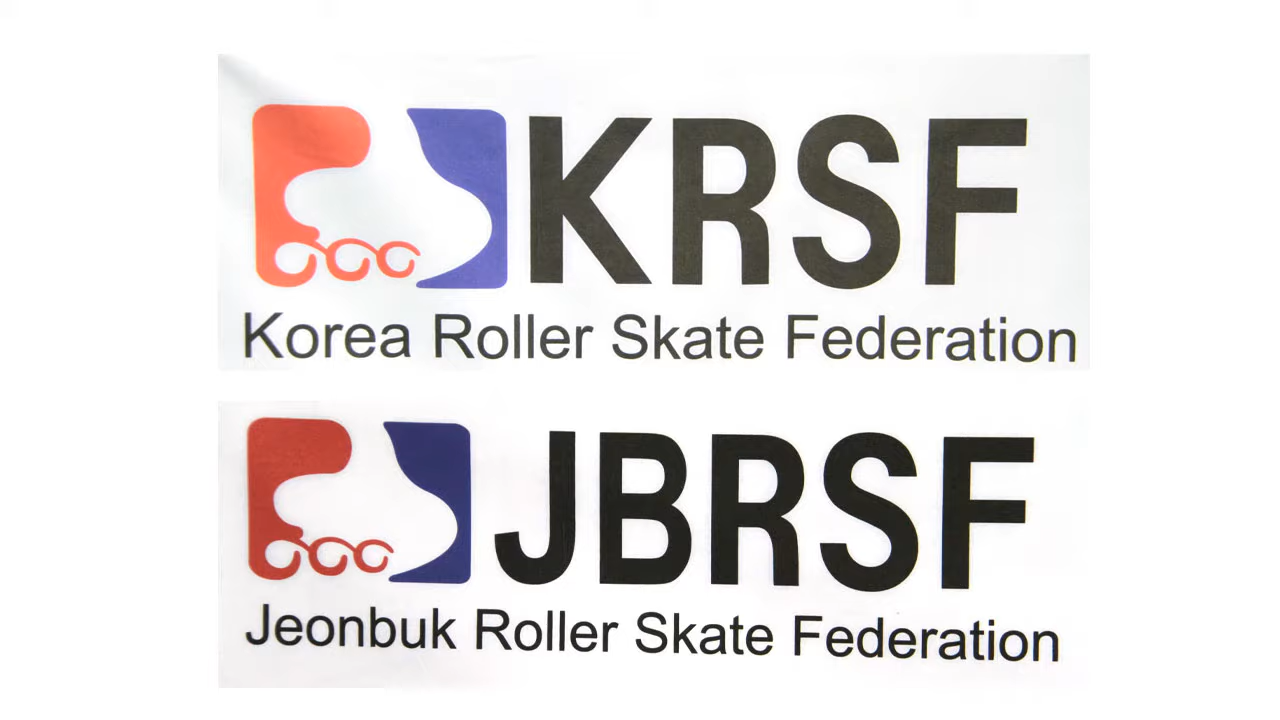 KRSF
Korea Roller Skate Federation
JBRSF
Jeonbuk Roller Skate Federation